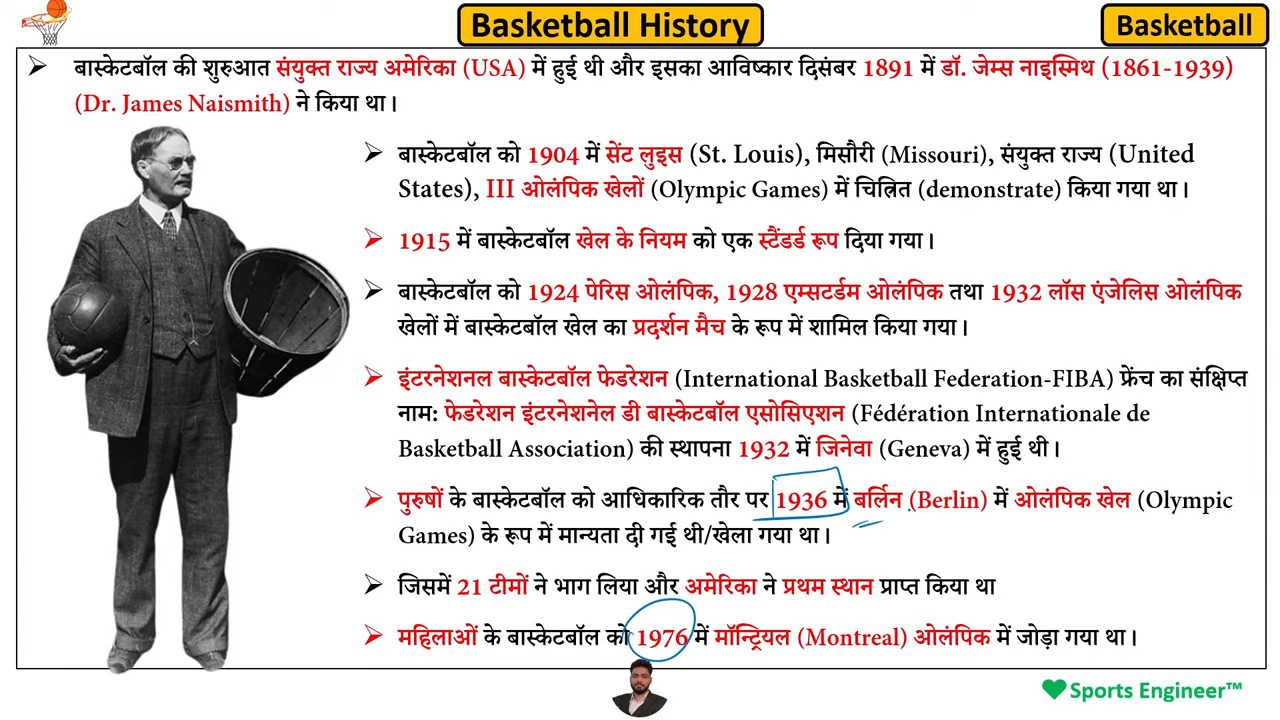 Basketball History
Basketball
बास्केटबॉल की शुरुआत संयुक्त राज्य अमेरिका (USA) में हुई थी और इसका आविष्कार दिसंबर 1891 में डॉ. जेम्स नाइस्मिथ (1861-1939)
(Dr. James Naismith) ने किया था।
बास्केटबॉल को 1904 में सेंट लुइस (St. Louis), मिसौरी (Missouri), संयुक्त राज्य (United
States), III ओलंपिक खेलों (Olympic Games) में चित्रित (demonstrate) किया गया था।
1915 में बास्केटबॉल खेल के नियम को एक स्टैंडर्ड रूप दिया गया।
बास्केटबॉल को 1924 पेरिस ओलंपिक, 1928 एम्सटर्डम ओलंपिक तथा 1932 लॉस एंजेलिस ओलंपिक
खेलों में बास्केटबॉल खेल का प्रदर्शन मैच के रूप में शामिल किया गया।
इंटरनेशनल बास्केटबॉल फेडरेशन (International Basketball Federation-FIBA) फ्रेंच का संक्षिप्त
नाम: फेडरेशन इंटरनेशनेल डी बास्केटबॉल एसोसिएशन (Fédération Internationale de
Basketball Association) की स्थापना 1932 में जिनेवा (Geneva) में हुई थी।
पुरुषों के बास्केटबॉल को आधिकारिक तौर पर 1936 में बर्लिन (Berlin) में ओलंपिक खेल (Olympic
Games) के रूप में मान्यता दी गई थी/खेला गया था।
जिसमें 21 टीमों ने भाग लिया और अमेरिका ने प्रथम स्थान प्राप्त किया था
महिलाओं के बास्केटबॉल को 1976 में मॉन्ट्रियल (Montreal) ओलंपिक में जोड़ा गया था।
Sports Engineer™